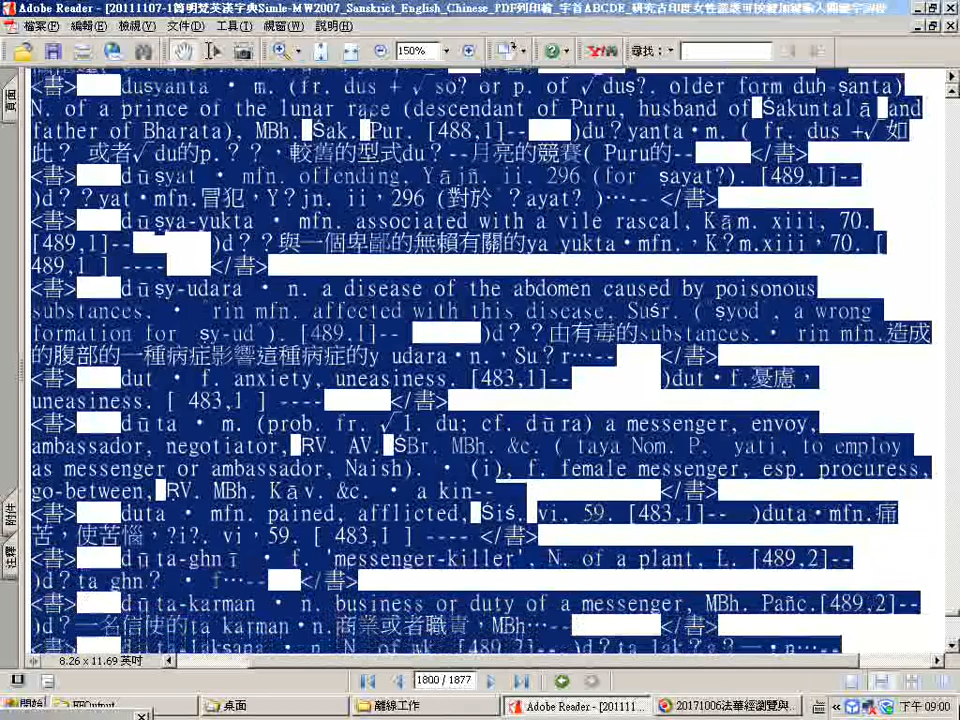 Adobe Reader - [20111107-1簡明梵英漢字典Simle-MW2007_Sanskrict_English_Chinese_PDF列印檔_字首ABCDE_研究古印度女性
檔案(F) 編輯(E) 檢視(V) 文件(D) 工具(T) 視窗(W) 說明(H)
150% 尋找：
頁面
<書> duṣyanta • m. (fr. dus + √ so? or p. of √duṣ?. older form duḥ-ṣanta)
N. of a prince of the lunar race (descendant of Puru, husband of Śakuntal ā and
father of Bharata), MBh. Śak. Pur. [488,1]-- )du？yanta•m. ( fr. dus +√ 如
此？ 或者√du的p.？？，較舊的型式du？--月亮的競賽( Puru的-- </書>
<書> dūṣyat • mfn. offending, Yājñ. ii, 296 (for ṣayat?). [489,1]--
)d？？yat•mfn.冒犯，Y？jn. ii，296 (對於 ？ayat? )…-- </書>
<書> dūṣya-yukta • mfn. associated with a vile rascal, Kām. xiii, 70.
[489,1]-- )d？？與一個卑鄙的無賴有關的ya yukta•mfn.，K？m.xiii，70. [
489,1 ] ---- </書>
<書> dūṣy-udara • n. a disease of the abdomen caused by poisonous
substances. • °rin mfn. affected with this disease, Suśr. (°ṣyod°, a wrong
formation for °ṣy-ud°). [489,1]-- )d？？由有毒的substances. • rin mfn.造成
的腹部的一種病症影響這種病症的y udara•n.，Su？r…-- </書>
<書> dut • f. anxiety, uneasiness. [483,1]-- )dut•f.憂慮，
uneasiness. [ 483,1 ] ---- </書>
<書> dūta • m. (prob. fr. √1. du; cf. dūra) a messenger, envoy,
ambassador, negotiator, RV. AV. ŚBr. MBh. &c. (°taya Nom. P. °yati, to employ
as messenger or ambassador, Naish). • (i), f. female messenger, esp. procuress,
go-between, RV. MBh. Kāv. &c. • a kin-- </書>
<書> duta • mfn. pained, afflicted, Śiś. vi, 59. [483,1]-- )duta•mfn.痛
苦，使苦惱，?i?. vi，59. [ 483,1 ] ---- </書>
<書> dūta-ghnī • f. 'messenger-killer', N. of a plant, L. [489,2]--
)d？ta ghn？ • f…-- </書>
<書> dūta-karman • n. business or duty of a messenger, MBh. Pañc.[489,2]--
)d？一名信使的ta karman•n.商業或者職責，MBh…-- </書>
<書> dūta-lakṣaṇa • n. N. of wk. [489,2]-- )d？ta lak？a？a一•n…--
附件
註釋
8.26 x 11.69 英吋
1800 / 1877
開始 FFOutput 桌面 離線工作 Adobe Reader - [201111... 20171006法華經瀏覽與... 下午 09:00